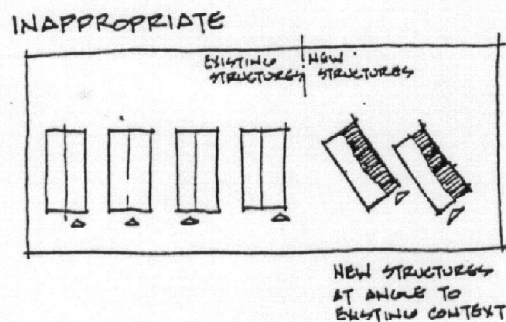 INAPPROPRIATE
EXISTING STRUCTURES
NEW STRUCTURES
NEW STRUCTURES
AT ANGLE TO
EXISTING CONTEXT